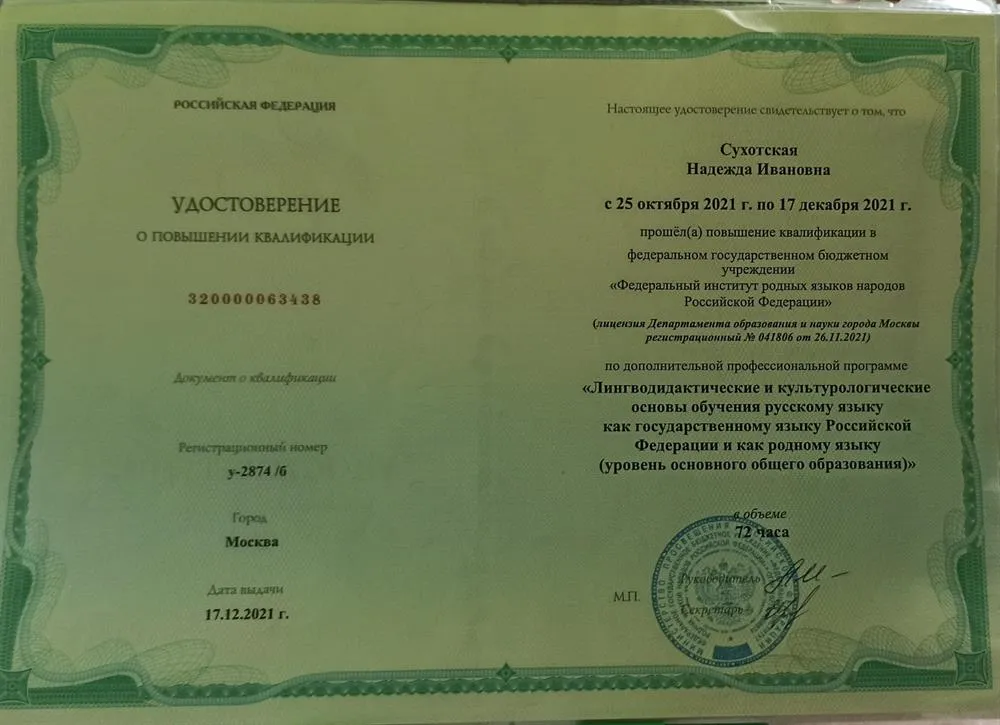 РОССИЙСКАЯ ФЕДЕРАЦИЯ
УДОСТОВЕРЕНИЕ
О ПОВЫШЕНИИ КВАЛИФИКАЦИИ
320000063438
Документ о квалификации
Регистрационный номер
у-2874 /б
Город
Москва
Дата выдачи
17.12.2021 г.
Настоящее удостоверение свидетельствует о том, что
Сухотская
Надежда Ивановна
с 25 октября 2021 г. по 17 декабря 2021 г.
прошёл(а) повышение квалификации в
федеральном государственном бюджетном
учреждении
«Федеральный институт родных языков народов
Российской Федерации»
(лицензия Департамента образования и науки города Москвы
регистрационный № 041806 от 26.11.2021)
по дополнительной профессиональной программе
«Лингводидактические и культурологические
основы обучения русскому языку
как государственному языку Российской
Федерации и как родному языку
(уровень основного общего образования)»
в объеме
72 часа
Руководитель
М.П.
Секретарь